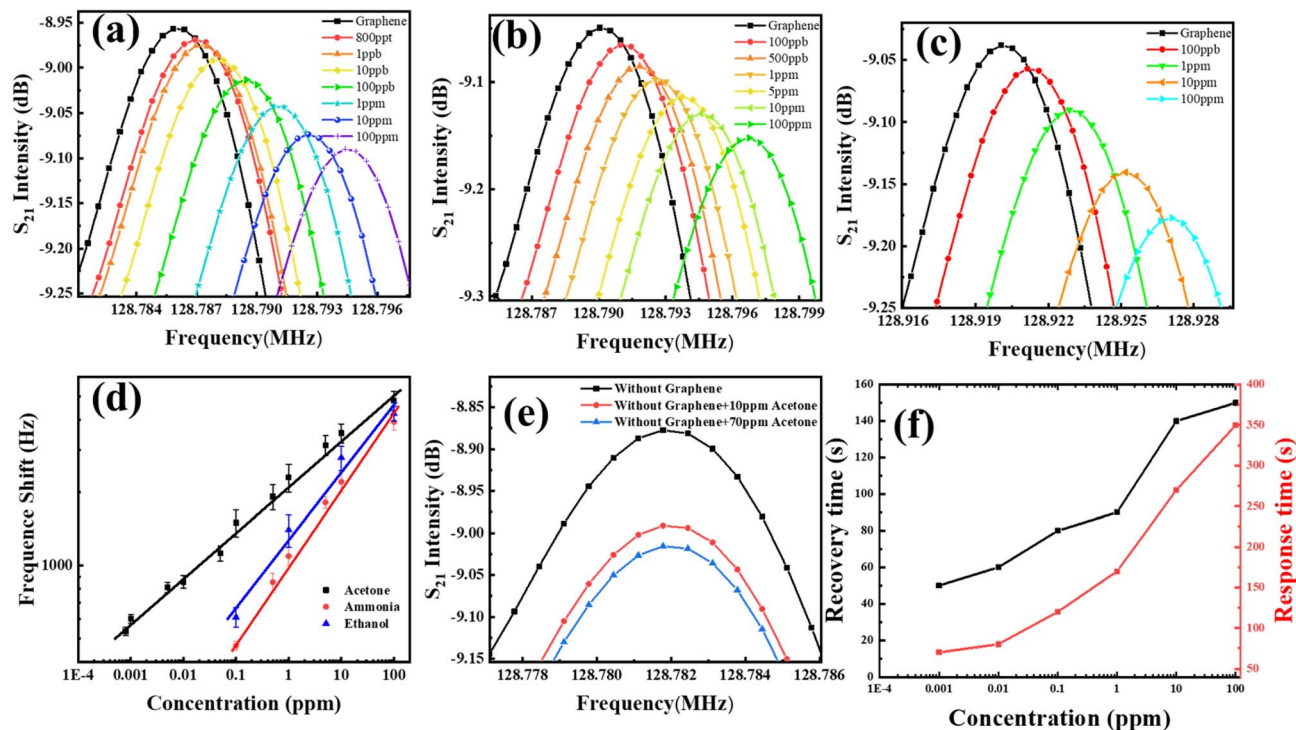 (a)
Graphene
800ppt
1ppb
10ppb
100ppb
1ppm
10ppm
100ppm
S21 Intensity (dB)
-8.95
-9.00
-9.05
-9.10
-9.15
-9.20
-9.25
128.784 128.787 128.790 128.793 128.796
Frequency(MHz)
(b)
Graphene
100ppb
500ppb
1ppm
5ppm
10ppm
100ppm
S21 Intensity (dB)
-9.1
-9.2
-9.3
128.787 128.790 128.793 128.796 128.799
Frequency(MHz)
(c)
Graphene
100ppb
1ppm
10ppm
100ppm
S21 Intensity (dB)
-9.05
-9.10
-9.15
-9.20
-9.25
128.916 128.919 128.922 128.925 128.928
Frequency(MHz)
(d)
Frequence Shift (Hz)
1000
Acetone
Ammonia
Ethanol
1E-4 0.001 0.01 0.1 1 10 100
Concentration (ppm)
(e)
Without Graphene
Without Graphene+10ppm Acetone
Without Graphene+70ppm Acetone
S21 Intensity (dB)
-8.85
-8.90
-8.95
-9.00
-9.05
-9.10
-9.15
128.778 128.780 128.782 128.784 128.786
Frequency(MHz)
(f)
Recovery time (s)
160
140
120
100
80
60
40
20
0
Response time (s)
400
350
300
250
200
150
100
50
1E-4 0.001 0.01 0.1 1 10 100
Concentration (ppm)